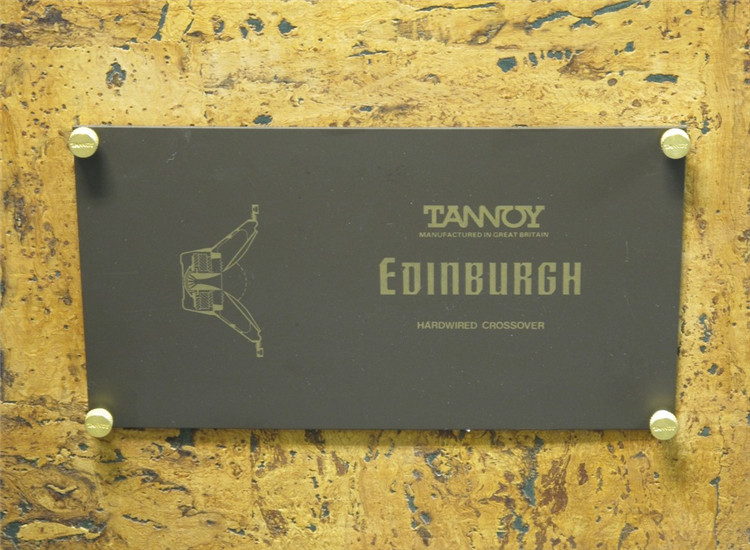 TANNOY
MANUFACTURED IN GREAT BRITAIN
EDINBURGH
HARDWIRED CROSSOVER